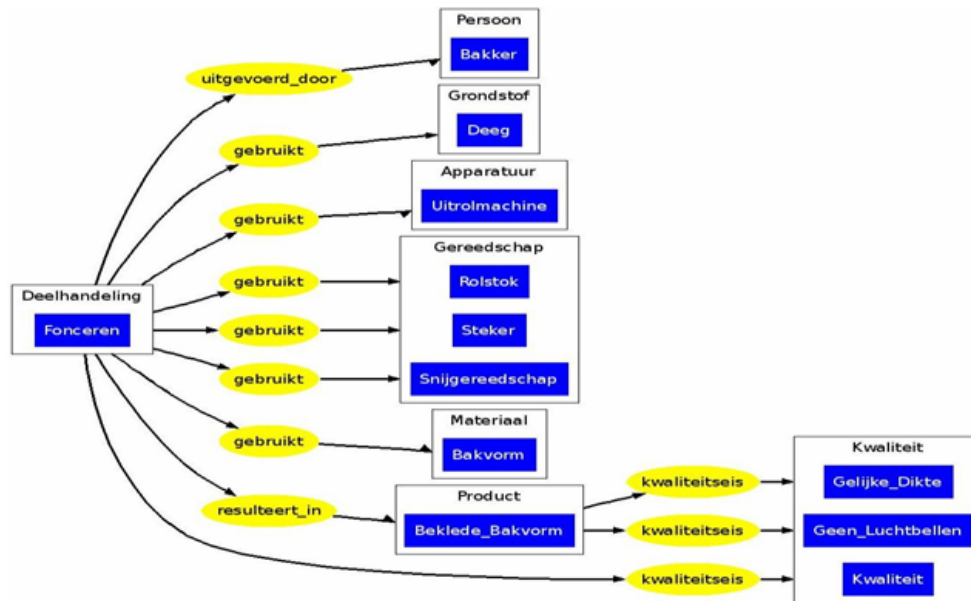 Persoon
Bakker
uitgevoerd_door
Grondstof
Deeg
gebruikt
Apparatuur
Uitrolmachine
gebruikt
Gereedschap
Rolstok
gebruikt
Deelhandeling
Fonceren
Steker
gebruikt
Snijgereedschap
gebruikt
Materiaal
Bakvorm
gebruikt
Kwaliteit
Gelijke_Dikte
kwaliteitseis
Product
Beklede_Bakvorm
resulteert_in
kwaliteitseis
Geen_Luchtbellen
kwaliteitseis
Kwaliteit